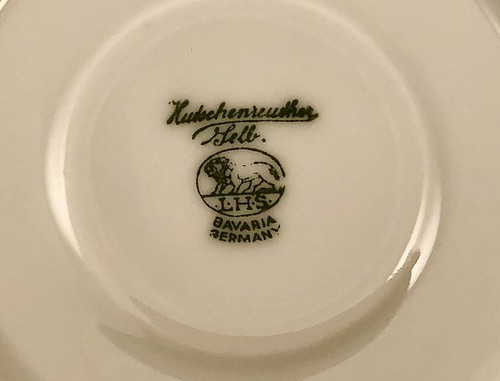 Hutschenreuther
Selb.
L.H.S.
BAVARIA
GERMANY